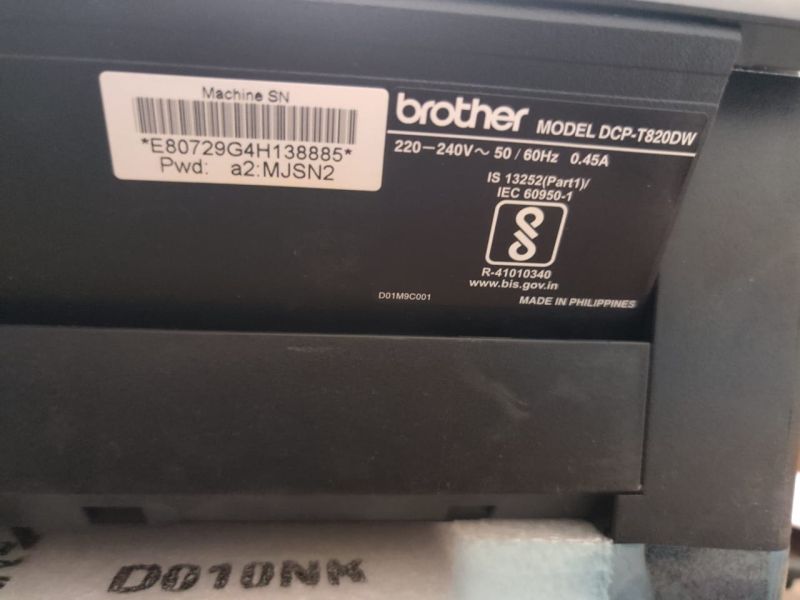 Machine SN
*E80729G4H138885*
Pwd: a2:MJSN2
brother MODEL DCP-T820DW
220-240V~ 50/60Hz 0.45A
IS 13252(Part1)/
IEC 60950-1
R-41010340
www.bis.gov.in
D01M9C001
MADE IN PHILIPPINES
D010NK